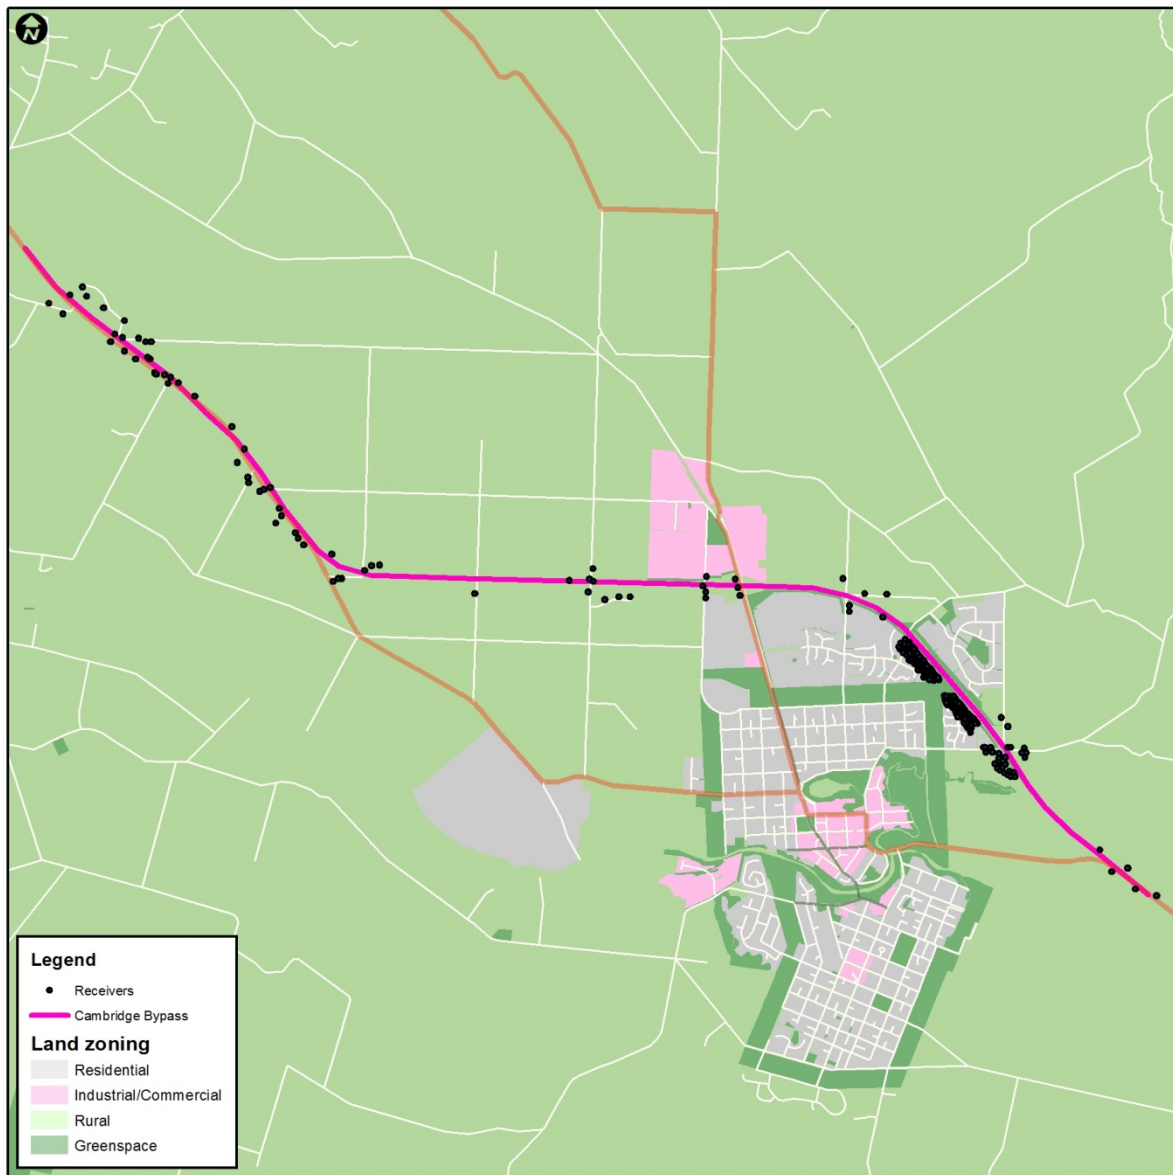 N
Legend
Receivers
Cambridge Bypass
Land zoning
Residential
Industrial/Commercial
Rural
Greenspace